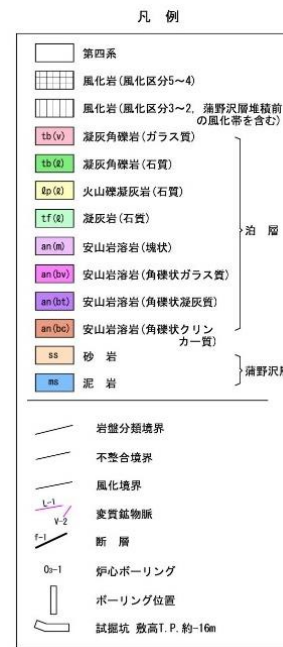 凡 例
第四系
風化岩(風化区分5~4)
風化岩(風化区分3~2, 蒲野沢層堆積前
の風化帯を含む)
tb(v) 凝灰角礫岩(ガラス質)
tb(ℓ) 凝灰角礫岩(石質)
ℓp(ℓ) 火山礫凝灰岩(石質)
tf(ℓ) 凝灰岩(石質)
an(m) 安山岩溶岩(塊状)
泊 層
an(bv) 安山岩溶岩(角礫状ガラス質)
an(bt) 安山岩溶岩(角礫状凝灰質)
an(bc) 安山岩溶岩(角礫状クリン
カー質)
ss 砂 岩
蒲野沢層
ms 泥 岩
岩盤分類境界
不整合境界
風化境界
L-1
V-2
変質鉱物脈
f-1
断 層
O2-1 炉心ボーリング
ボーリング位置
試掘坑 敷高T.P.約-16m